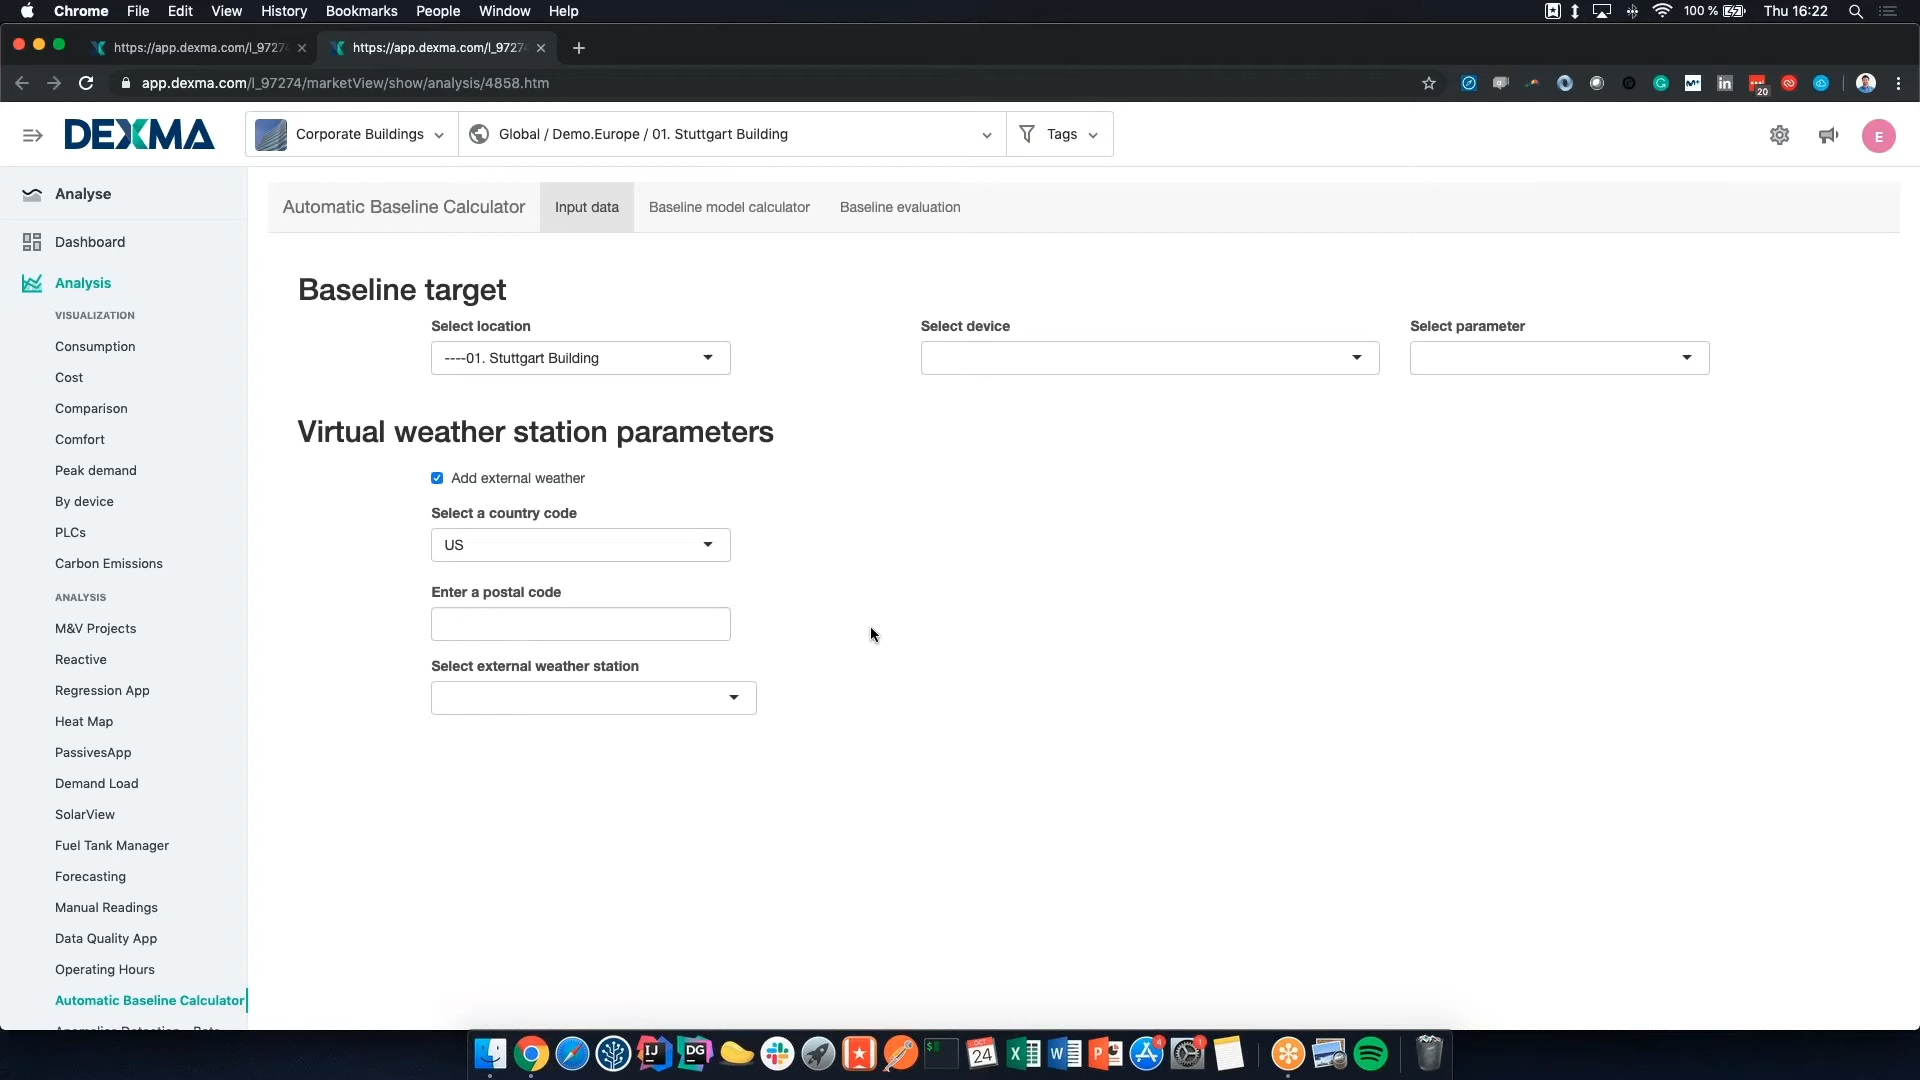 Chrome File Edit View History Bookmarks People Window Help 100 % Thu 16:22
https://app.dexma.com/l_9727 https://app.dexma.com/l_9727
app.dexma.com/l_97274/marketView/show/analysis/4858.htm
20
DEXMA Corporate Buildings Global / Demo.Europe / 01. Stuttgart Building Tags E
Analyse
Dashboard
Analysis
VISUALIZATION
Consumption
Cost
Comparison
Comfort
Peak demand
By device
PLCs
Carbon Emissions
ANALYSIS
M&V Projects
Reactive
Regression App
Heat Map
PassivesApp
Demand Load
SolarView
Fuel Tank Manager
Forecasting
Manual Readings
Data Quality App
Operating Hours
Automatic Baseline Calculator
Automatic Baseline Calculator Input data Baseline model calculator Baseline evaluation
Baseline target
Select location Select device Select parameter
----01. Stuttgart Building
Virtual weather station parameters
Add external weather
Select a country code
US
Enter a postal code
Select external weather station
IJ DG $ OCT 24 X W P 4 1